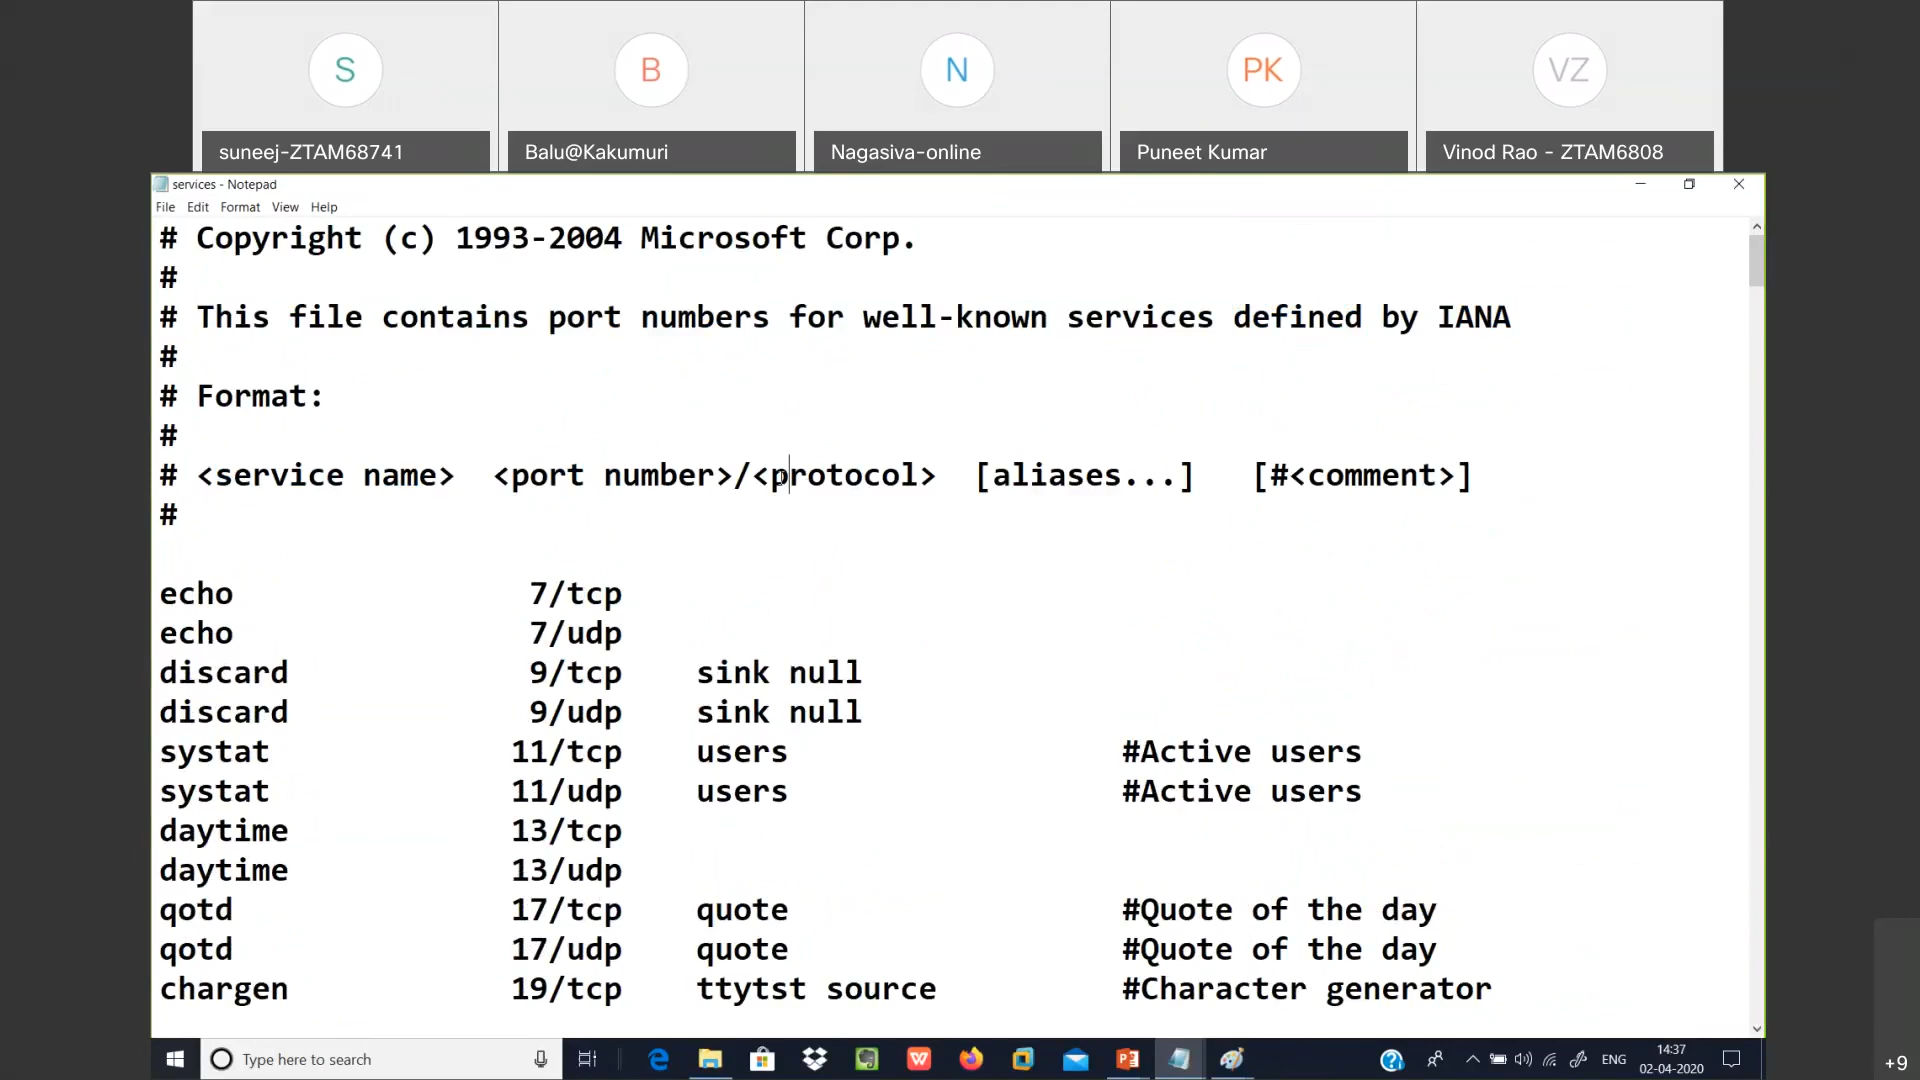 S
B
N
PK
VZ
suneej-ZTAM68741
Balu@Kakumuri
Nagasiva-online
Puneet Kumar
Vinod Rao - ZTAM6808
services - Notepad
File Edit Format View Help
# Copyright (c) 1993-2004 Microsoft Corp.
#
# This file contains port numbers for well-known services defined by IANA
#
# Format:
#
# <service name> <port number>/<protocol> [aliases...] [#<comment>]
#
echo 7/tcp
echo 7/udp
discard 9/tcp sink null
discard 9/udp sink null
systat 11/tcp users #Active users
systat 11/udp users #Active users
daytime 13/tcp
daytime 13/udp
qotd 17/tcp quote #Quote of the day
qotd 17/udp quote #Quote of the day
chargen 19/tcp ttytst source #Character generator
Type here to search
ENG
14:37
02-04-2020
+9